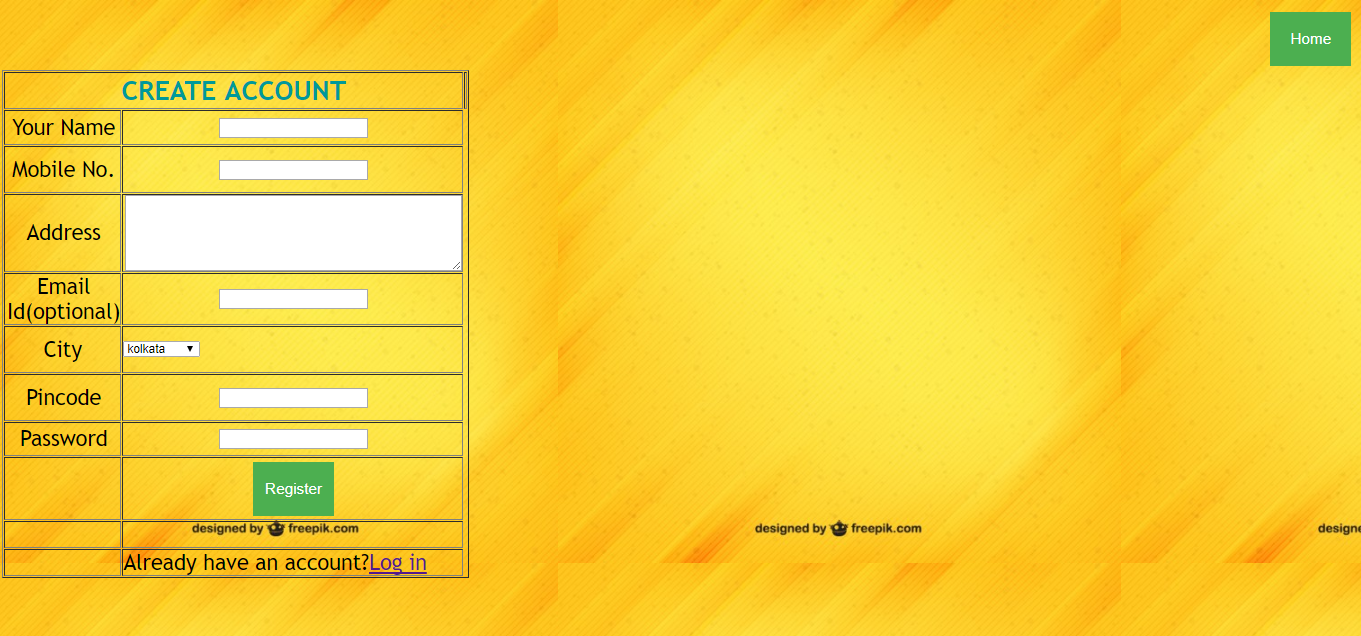 Home
CREATE ACCOUNT
Your Name
Mobile No.
Address
Email
Id(optional)
City
kolkata
Pincode
Password
Register
designed by freepik.com
designed by freepik.com
designe
Already have an account?Log in